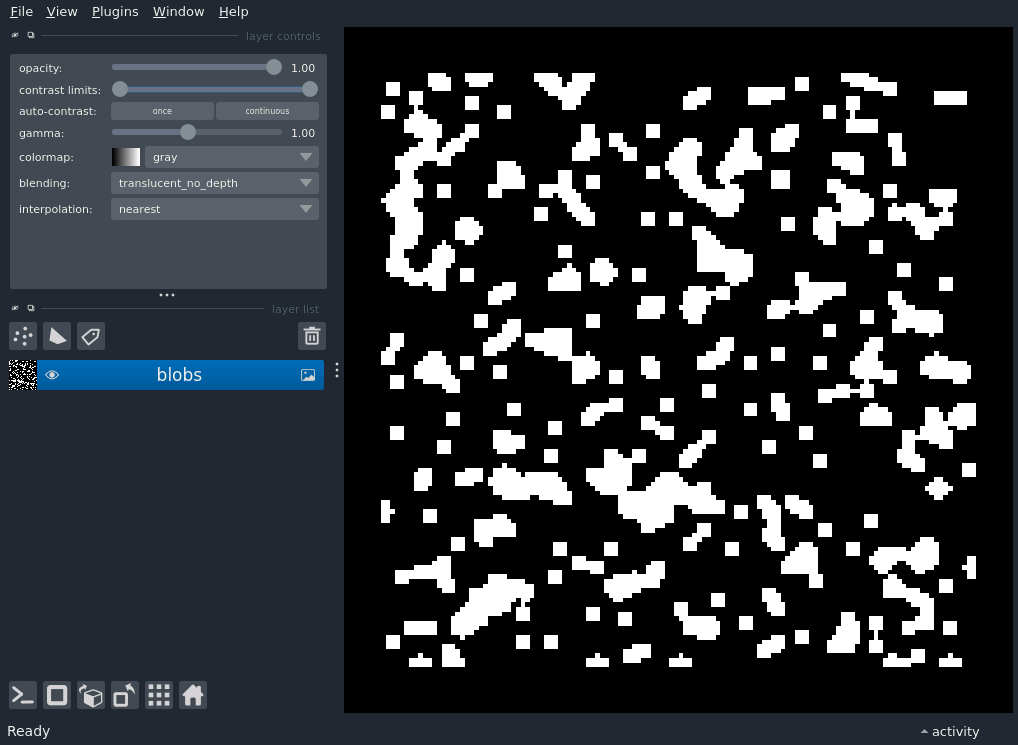 File View Plugins Window Help
layer controls
opacity: 1.00
contrast limits:
auto-contrast: once continuous
gamma: 1.00
colormap: gray
blending: translucent_no_depth
interpolation: nearest
layer list
blobs
Ready
activity